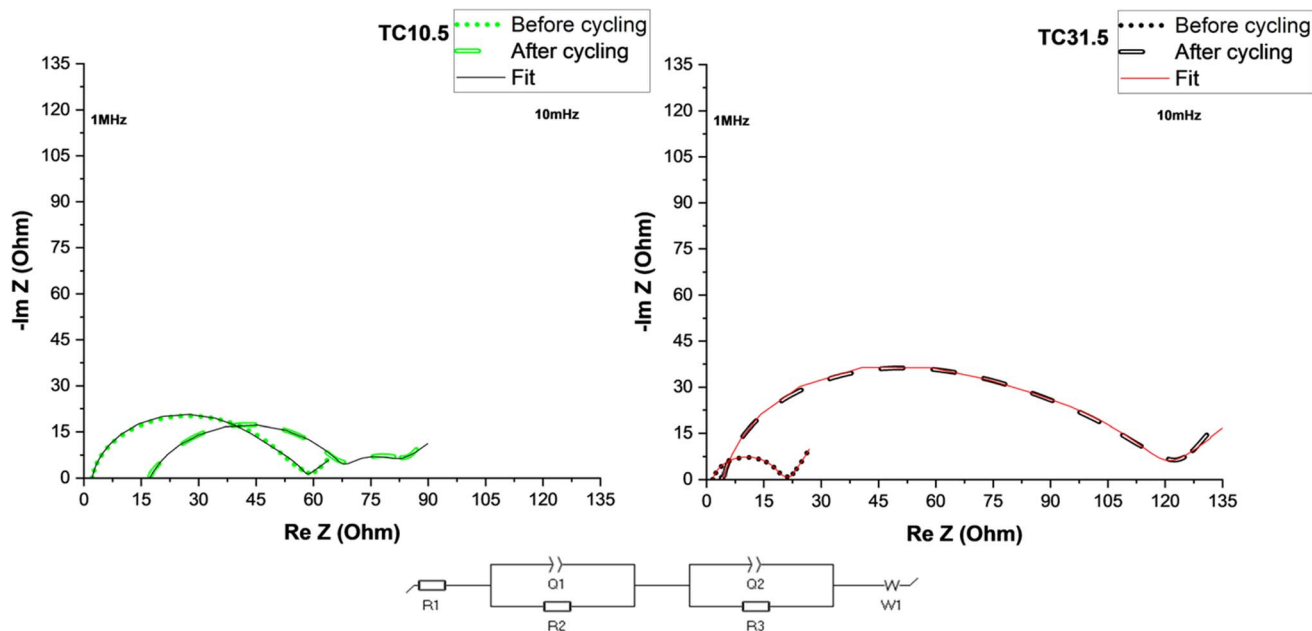 TC10.5
Before cycling
After cycling
Fit
1MHz
10mHz
135
120
105
90
75
60
45
30
15
0
-Im Z (Ohm)
0 15 30 45 60 75 90 105 120 135
Re Z (Ohm)
TC31.5
Before cycling
After cycling
Fit
1MHz
10mHz
135
120
105
90
75
60
45
30
15
0
-Im Z (Ohm)
0 15 30 45 60 75 90 105 120 135
Re Z (Ohm)
Q1 Q2
R1 W W1
R2 R3